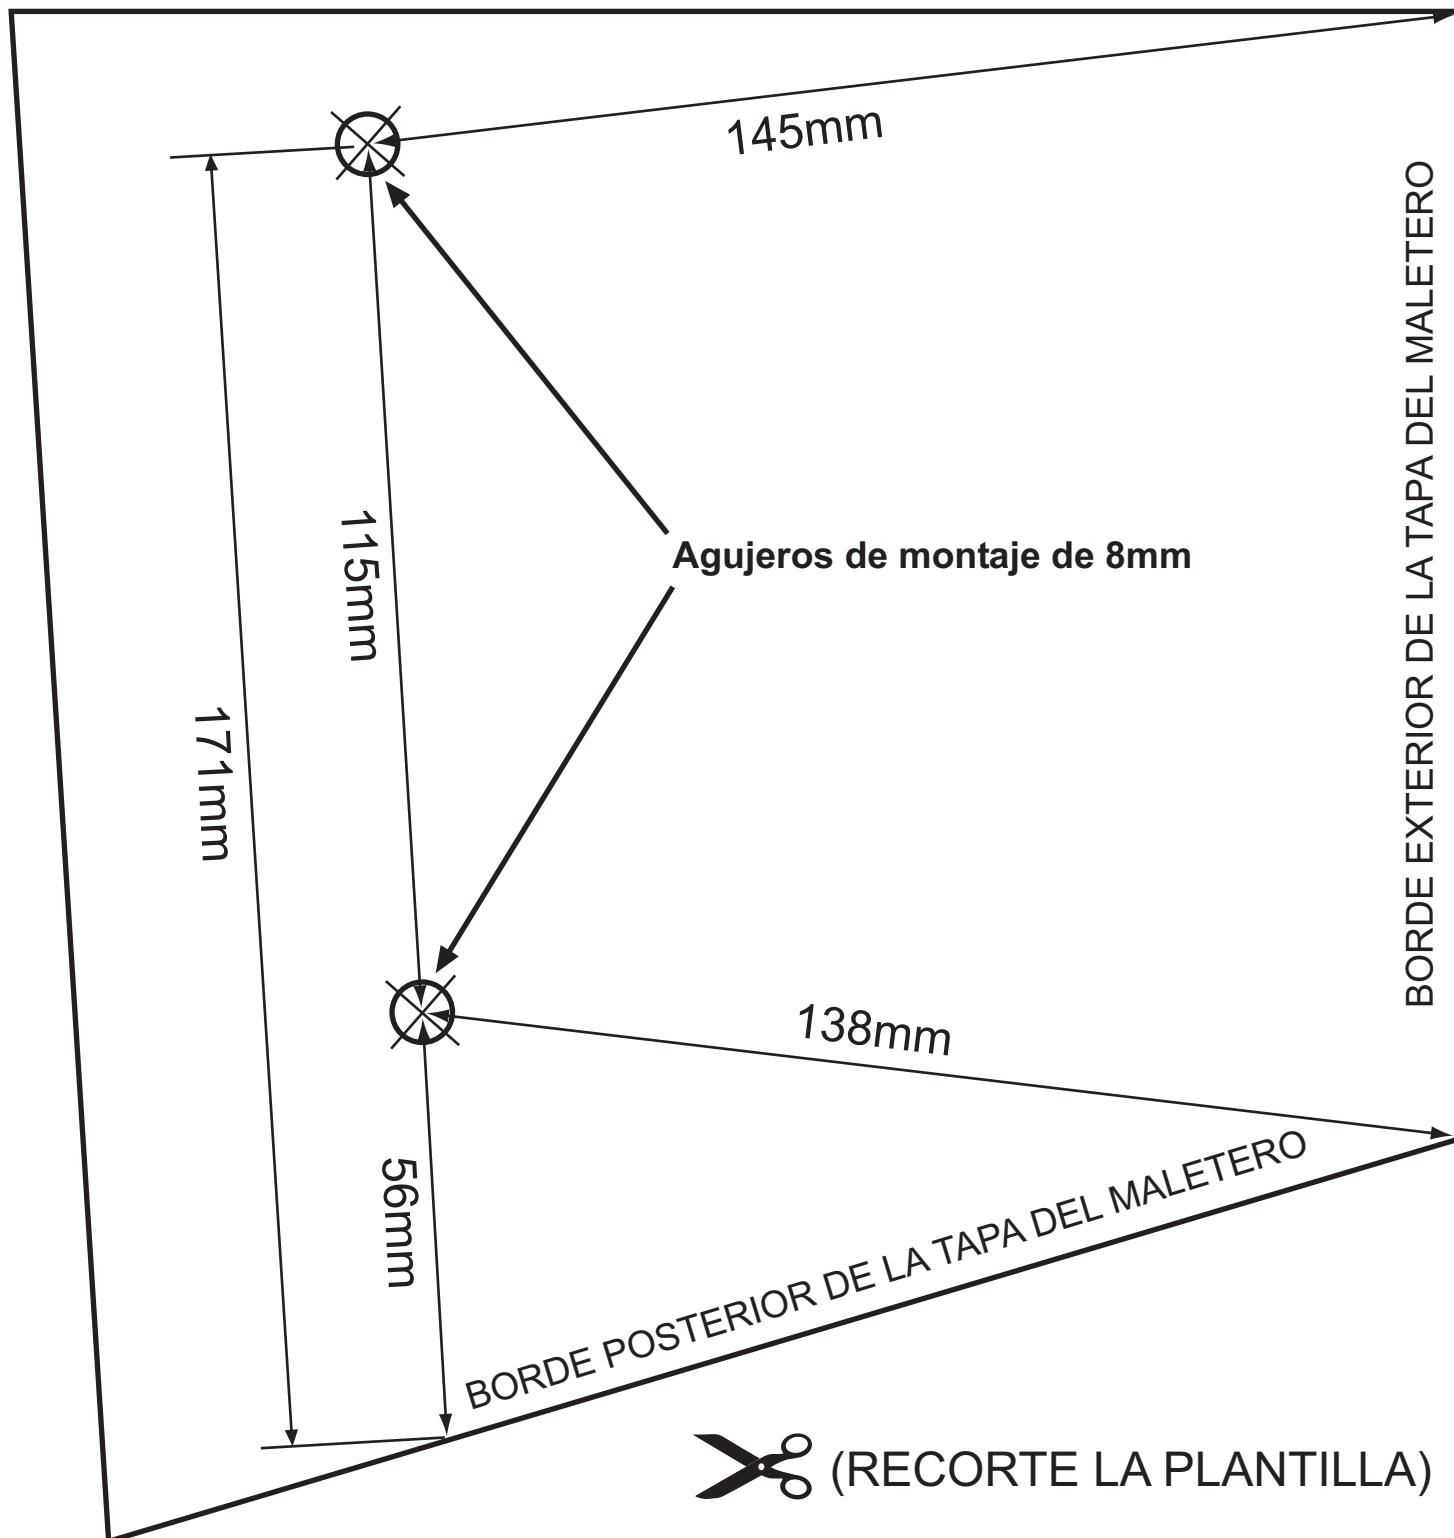 145mm
BORDE EXTERIOR DE LA TAPA DEL MALETERO
115mm
Agujeros de montaje de 8mm
171mm
138mm
56mm
BORDE POSTERIOR DE LA TAPA DEL MALETERO
(RECORTE LA PLANTILLA)